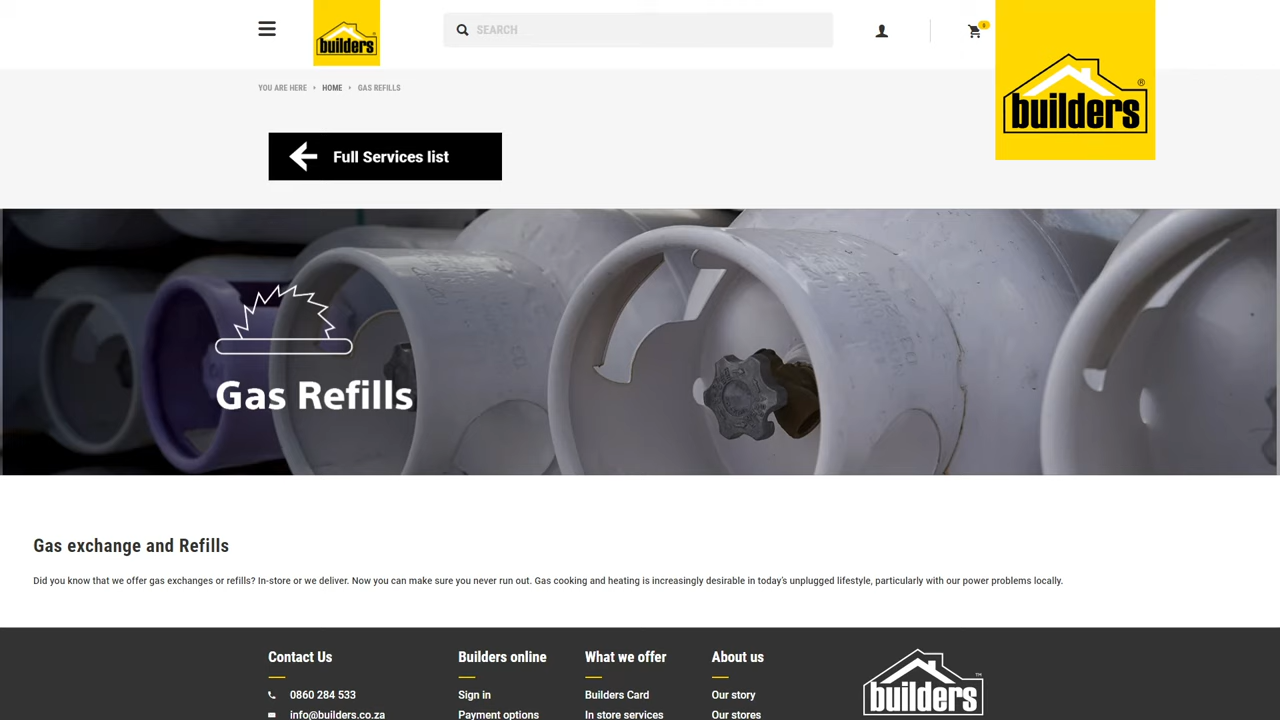 builders
SEARCH
0
builders
YOU ARE HERE
HOME
GAS REFILLS
Full Services list
Gas Refills
Gas exchange and Refills
Did you know that we offer gas exchanges or refills? In-store or we deliver. Now you can make sure you never run out. Gas cooking and heating is increasingly desirable in today's unplugged lifestyle, particularly with our power problems locally.
Contact Us
0860 284 533
info@builders.co.za
Builders online
Sign in
Payment options
What we offer
Builders Card
In store services
About us
Our story
Our stores
builders